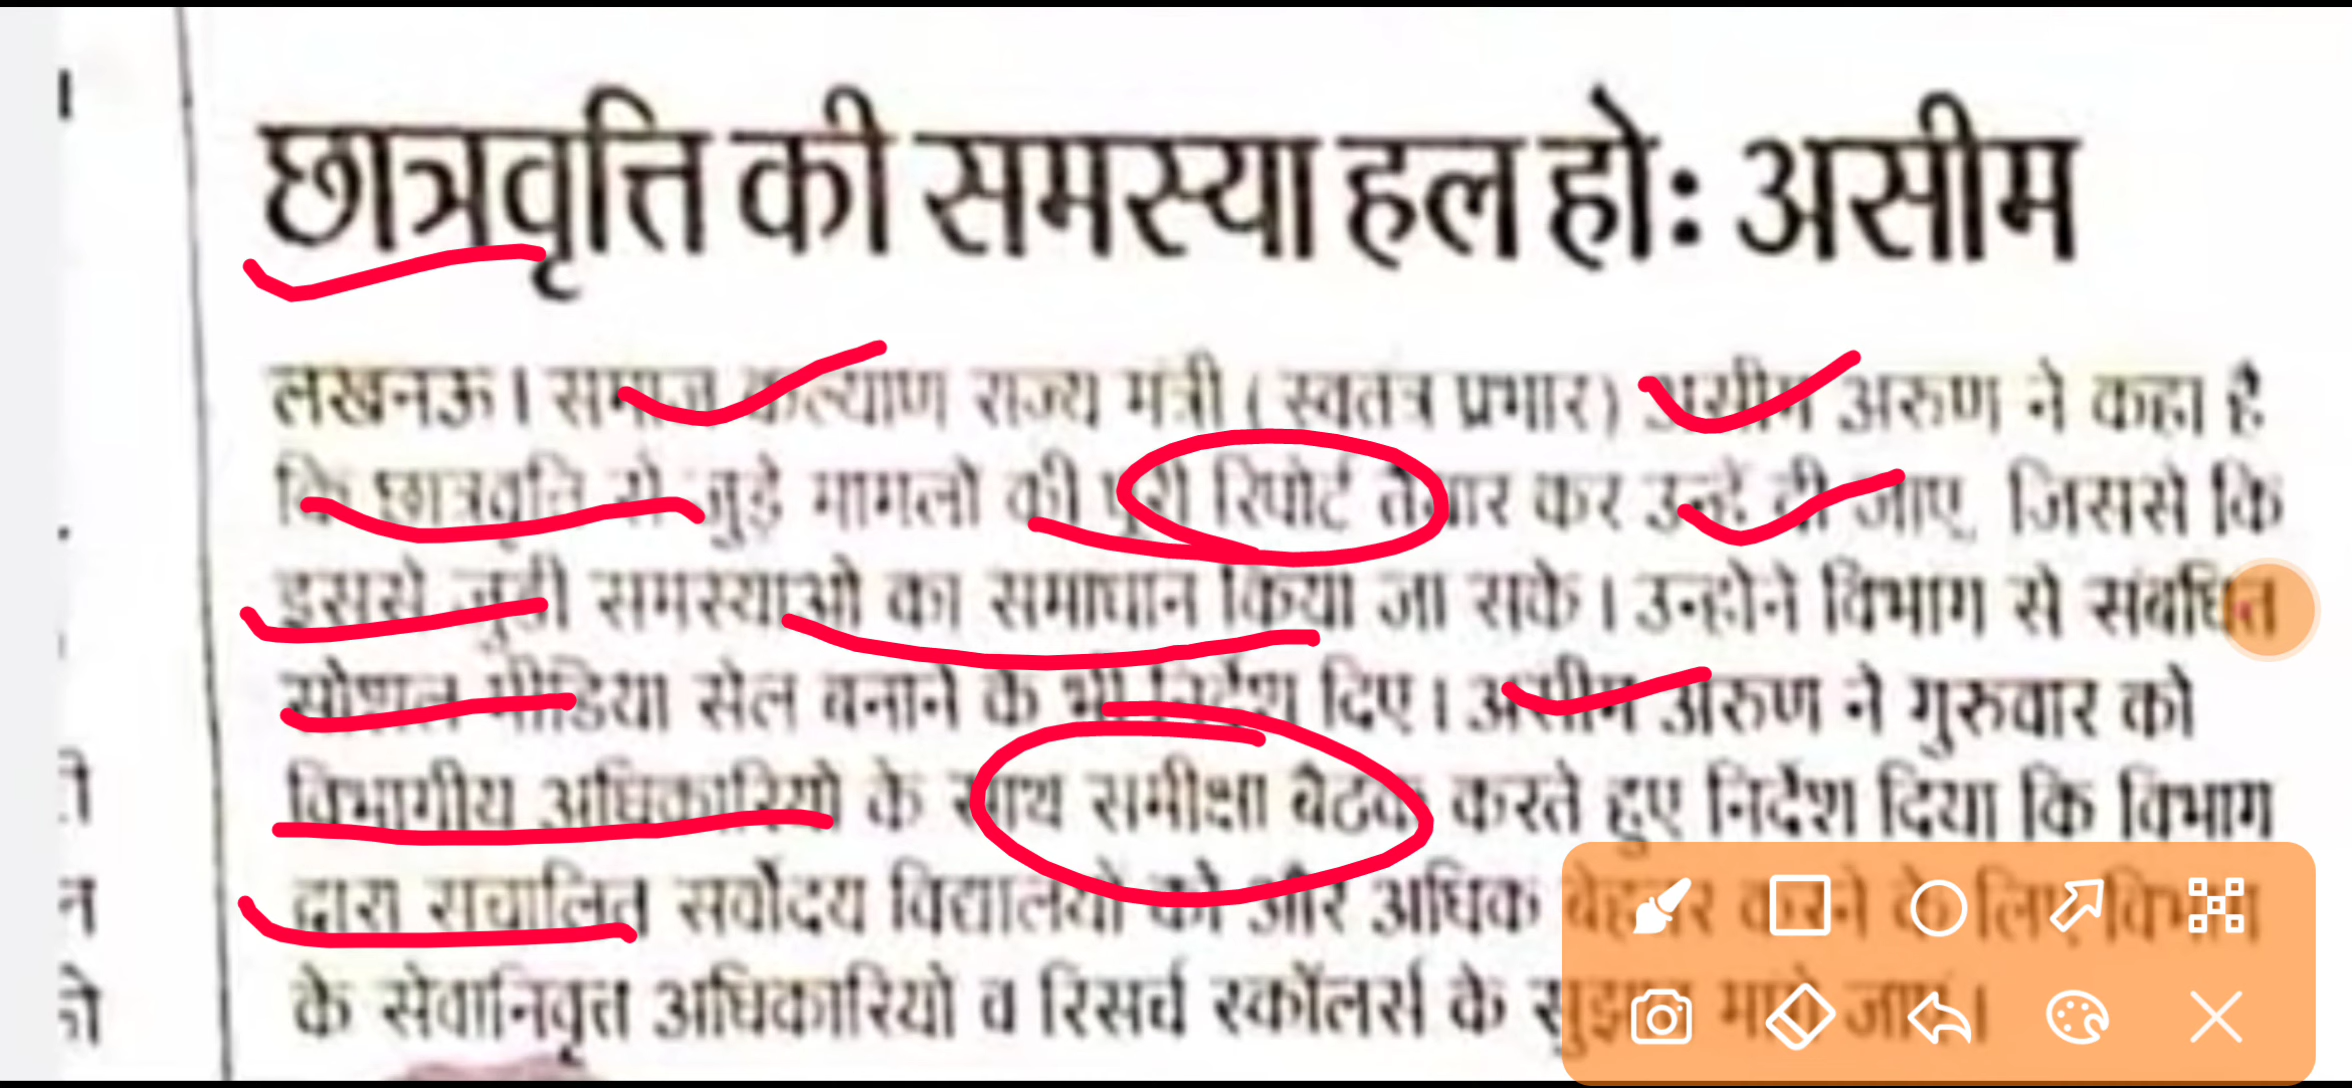 छात्रवृत्ति की समस्या हल हो: असीम
लखनऊ। समाज कल्याण राज्य मंत्री (स्वतंत्र प्रभार) असीम अरुण ने कहा है
कि छात्रवृति से जुड़े मामलों की पूरी रिपोर्ट तैयार कर उन्हें दी जाए, जिससे कि
इससे जुड़ी समस्याओं का समाधान किया जा सके। उन्होंने विभाग से संबंधित
सोशल मीडिया सेल बनाने के भी निर्देश दिए। असीम अरुण ने गुरुवार को
विभागीय अधिकारियों के साथ समीक्षा बैठक करते हुए निर्देश दिया कि विभाग
द्वारा संचालित सर्वोदय विद्यालयों को और अधिक बेहतर करने के लिए विभाग
के सेवानिवृत्त अधिकारियों व रिसर्च स्कॉलर्स के सुझाव मांगे जाएं।